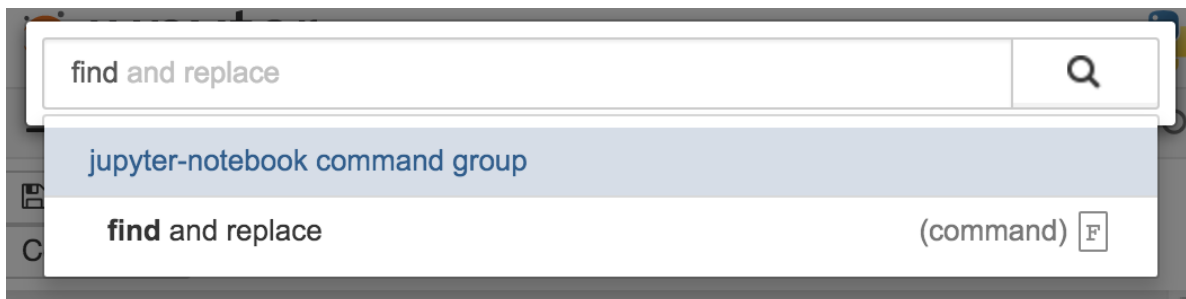 find and replace
jupyter-notebook command group
find and replace (command) F
C